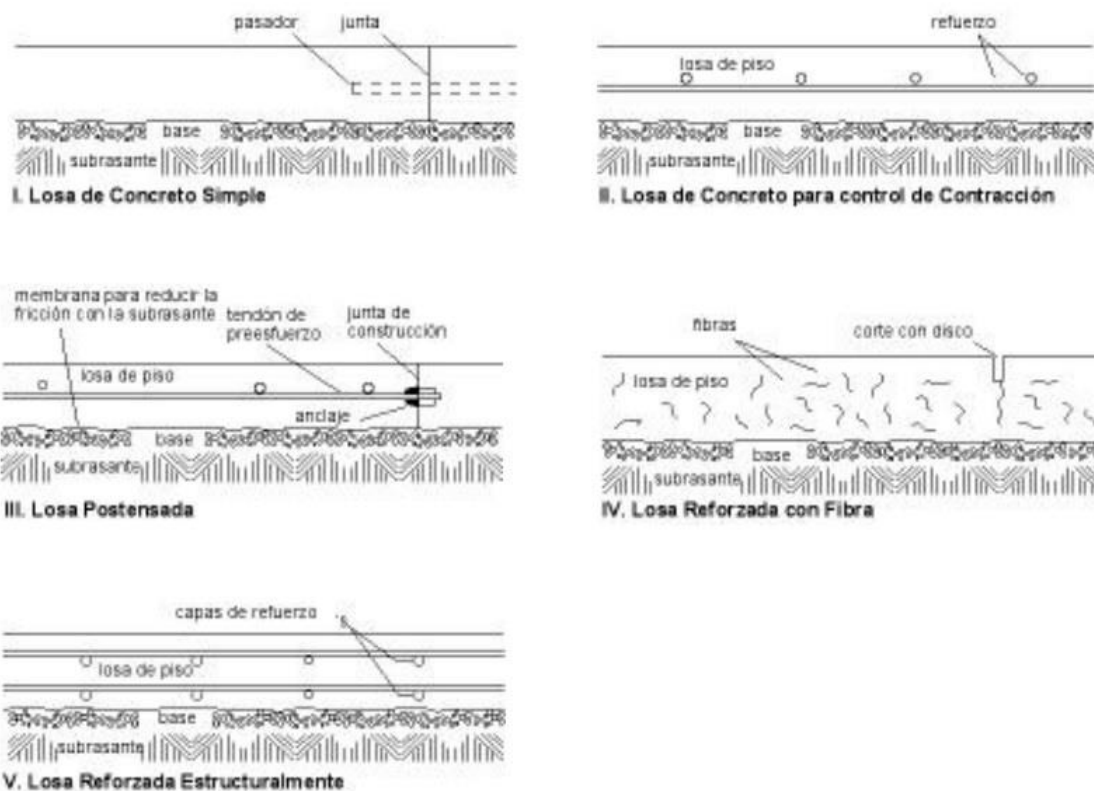 pasador
junta
base
subrasante
I. Losa de Concreto Simple
refuerzo
losa de piso
base
subrasante
II. Losa de Concreto para control de Contracción
membrana para reducir la
fricción con la subrasante
tendón de
preesfuerzo
junta de
construcción
losa de piso
anclaje
base
subrasante
III. Losa Postensada
fibras
corte con disco
losa de piso
base
subrasante
IV. Losa Reforzada con Fibra
capas de refuerzo
losa de piso
base
subrasante
V. Losa Reforzada Estructuralmente